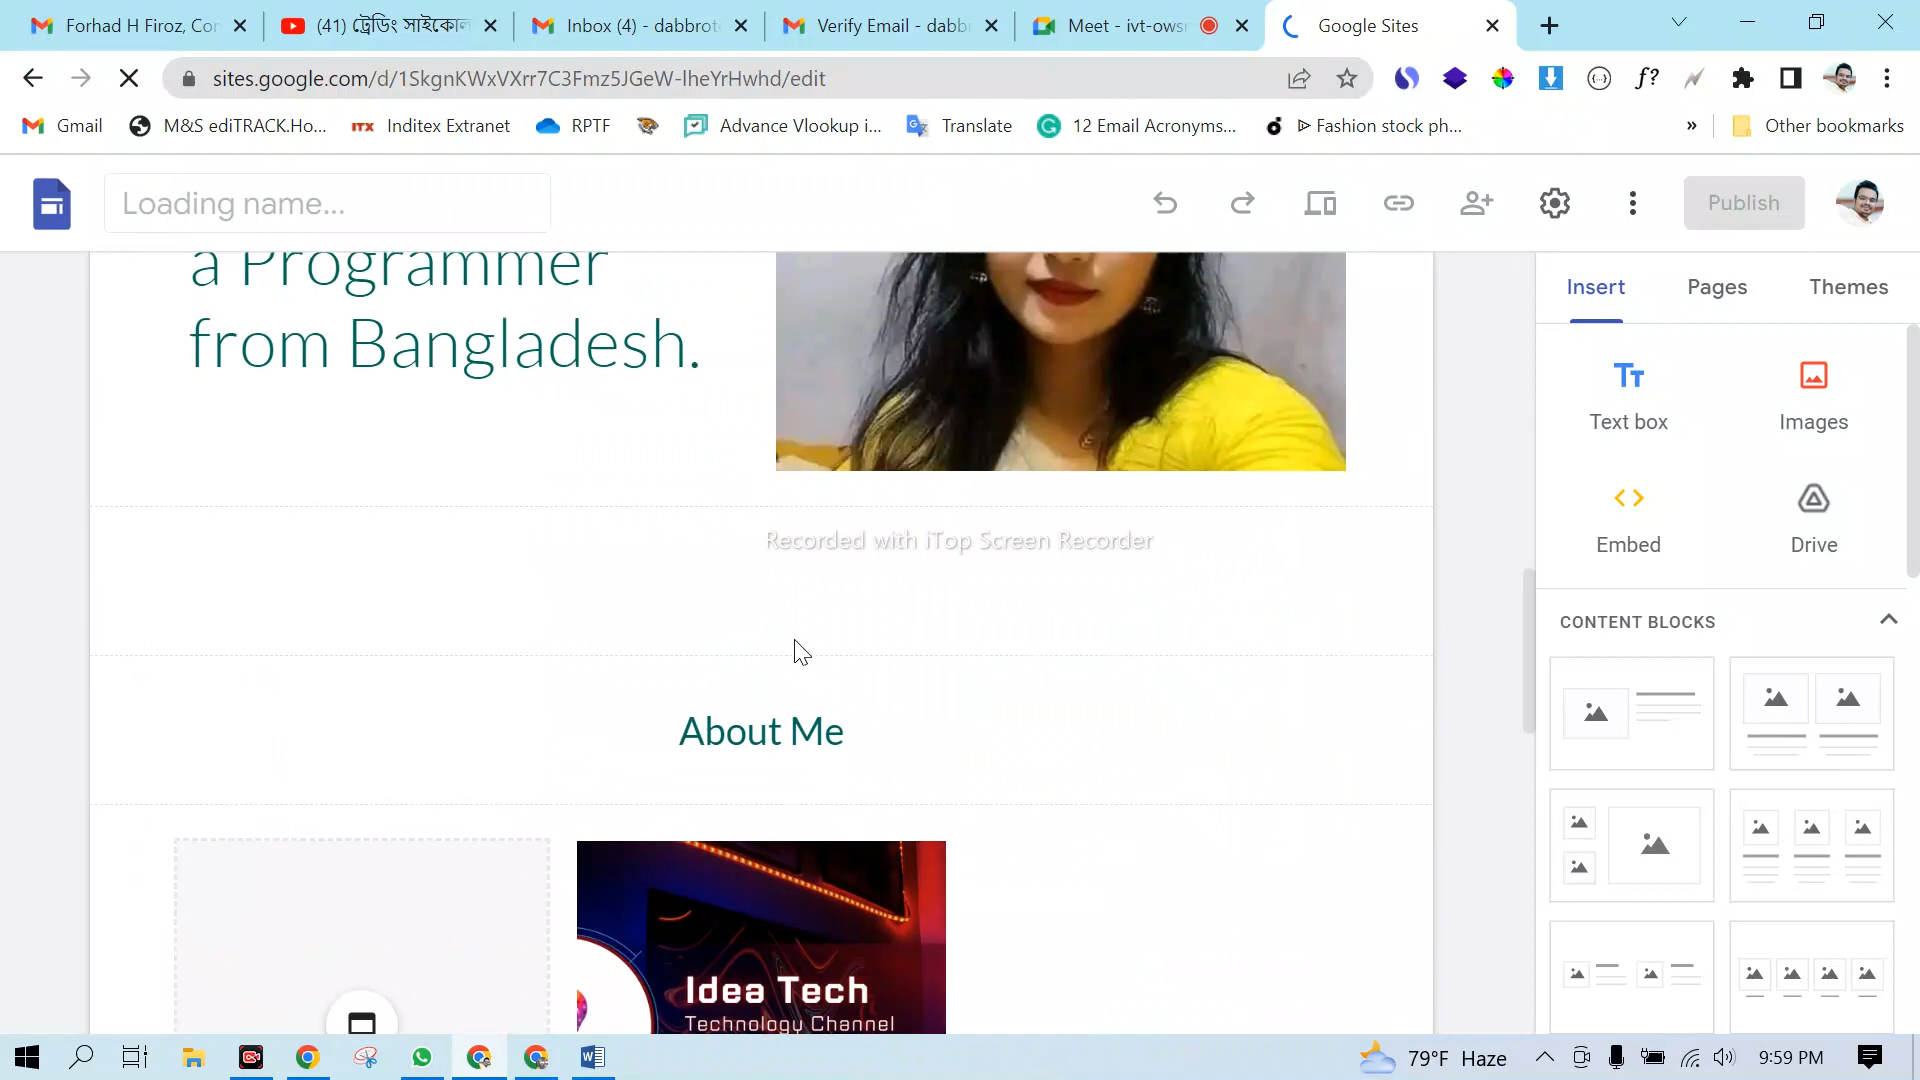 Forhad H Firoz, Con
(41) ট্রেডিং সাইকোল
Inbox (4) - dabbrot
Verify Email - dabb
Meet - ivt-owsr
Google Sites
sites.google.com/d/1SkgnKWxVXrr7C3Fmz5JGeW-lheYrHwhd/edit
f?
Gmail
M&S ediTRACK.Ho...
ITX Inditex Extranet
RPTF
Advance Vlookup i...
Translate
12 Email Acronyms...
ᐅ Fashion stock ph...
»
Other bookmarks
Loading name...
Publish
a Programmer
from Bangladesh.
Recorded with iTop Screen Recorder
About Me
Idea Tech
Technology Channel
Insert
Pages
Themes
Text box
Images
Embed
Drive
CONTENT BLOCKS
79°F Haze
9:59 PM